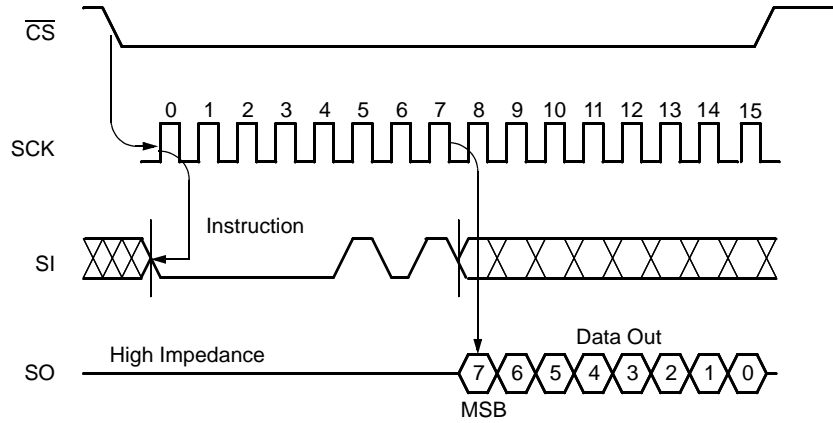 CS
0 1 2 3 4 5 6 7 8 9 10 11 12 13 14 15
SCK
Instruction
SI
High Impedance
Data Out
SO
7 6 5 4 3 2 1 0
MSB